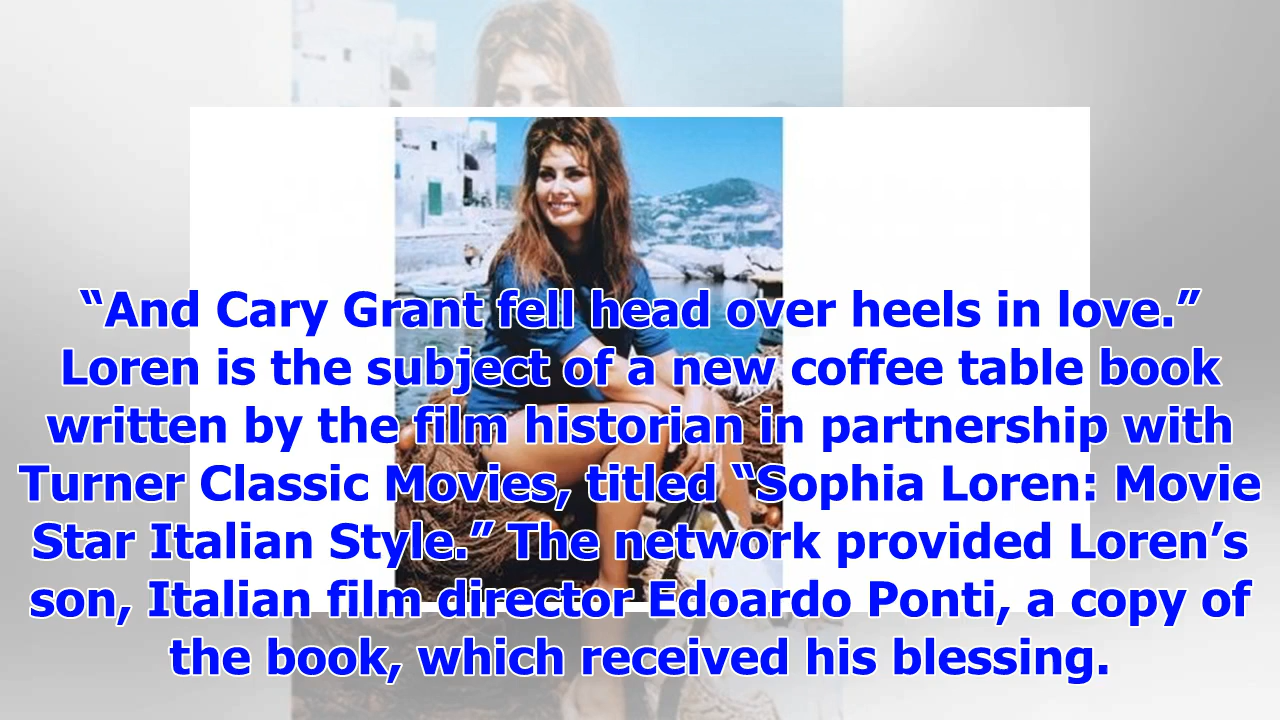 “And Cary Grant fell head over heels in love.”
Loren is the subject of a new coffee table book
written by the film historian in partnership with
Turner Classic Movies, titled “Sophia Loren: Movie
Star Italian Style.” The network provided Loren’s
son, Italian film director Edoardo Ponti, a copy of
the book, which received his blessing.